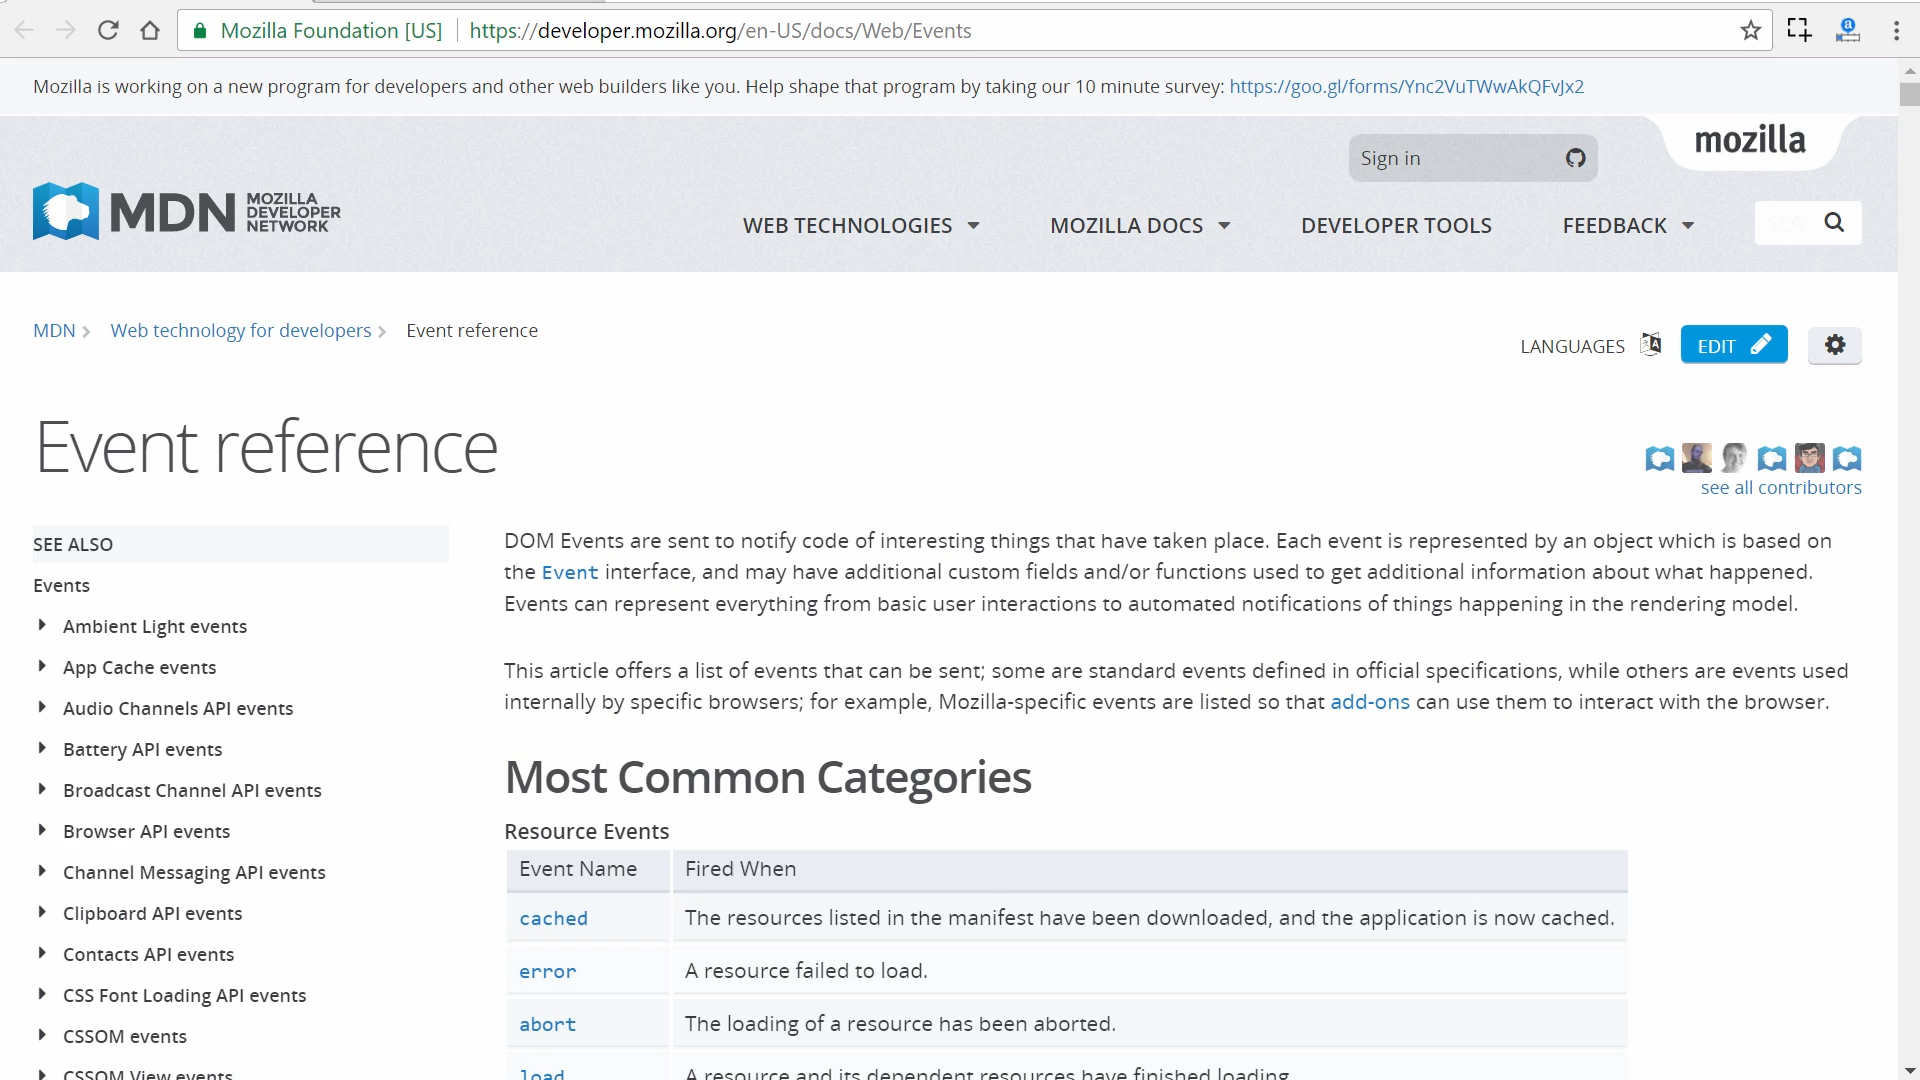 Mozilla Foundation [US] https://developer.mozilla.org/en-US/docs/Web/Events
Mozilla is working on a new program for developers and other web builders like you. Help shape that program by taking our 10 minute survey: https://goo.gl/forms/Ync2VuTWwAkQFvJx2
Sign in
mozilla
MDN MOZILLA
DEVELOPER
NETWORK
WEB TECHNOLOGIES MOZILLA DOCS DEVELOPER TOOLS FEEDBACK
MDN Web technology for developers Event reference
LANGUAGES EDIT
Event reference
see all contributors
SEE ALSO
Events
Ambient Light events
App Cache events
Audio Channels API events
Battery API events
Broadcast Channel API events
Browser API events
Channel Messaging API events
Clipboard API events
Contacts API events
CSS Font Loading API events
CSSOM events
CSSOM View events
DOM Events are sent to notify code of interesting things that have taken place. Each event is represented by an object which is based on
the Event interface, and may have additional custom fields and/or functions used to get additional information about what happened.
Events can represent everything from basic user interactions to automated notifications of things happening in the rendering model.
This article offers a list of events that can be sent; some are standard events defined in official specifications, while others are events used
internally by specific browsers; for example, Mozilla-specific events are listed so that add-ons can use them to interact with the browser.
Most Common Categories
Resource Events
Event Name Fired When
cached The resources listed in the manifest have been downloaded, and the application is now cached.
error A resource failed to load.
abort The loading of a resource has been aborted.
load A resource and its dependent resources have finished loading.